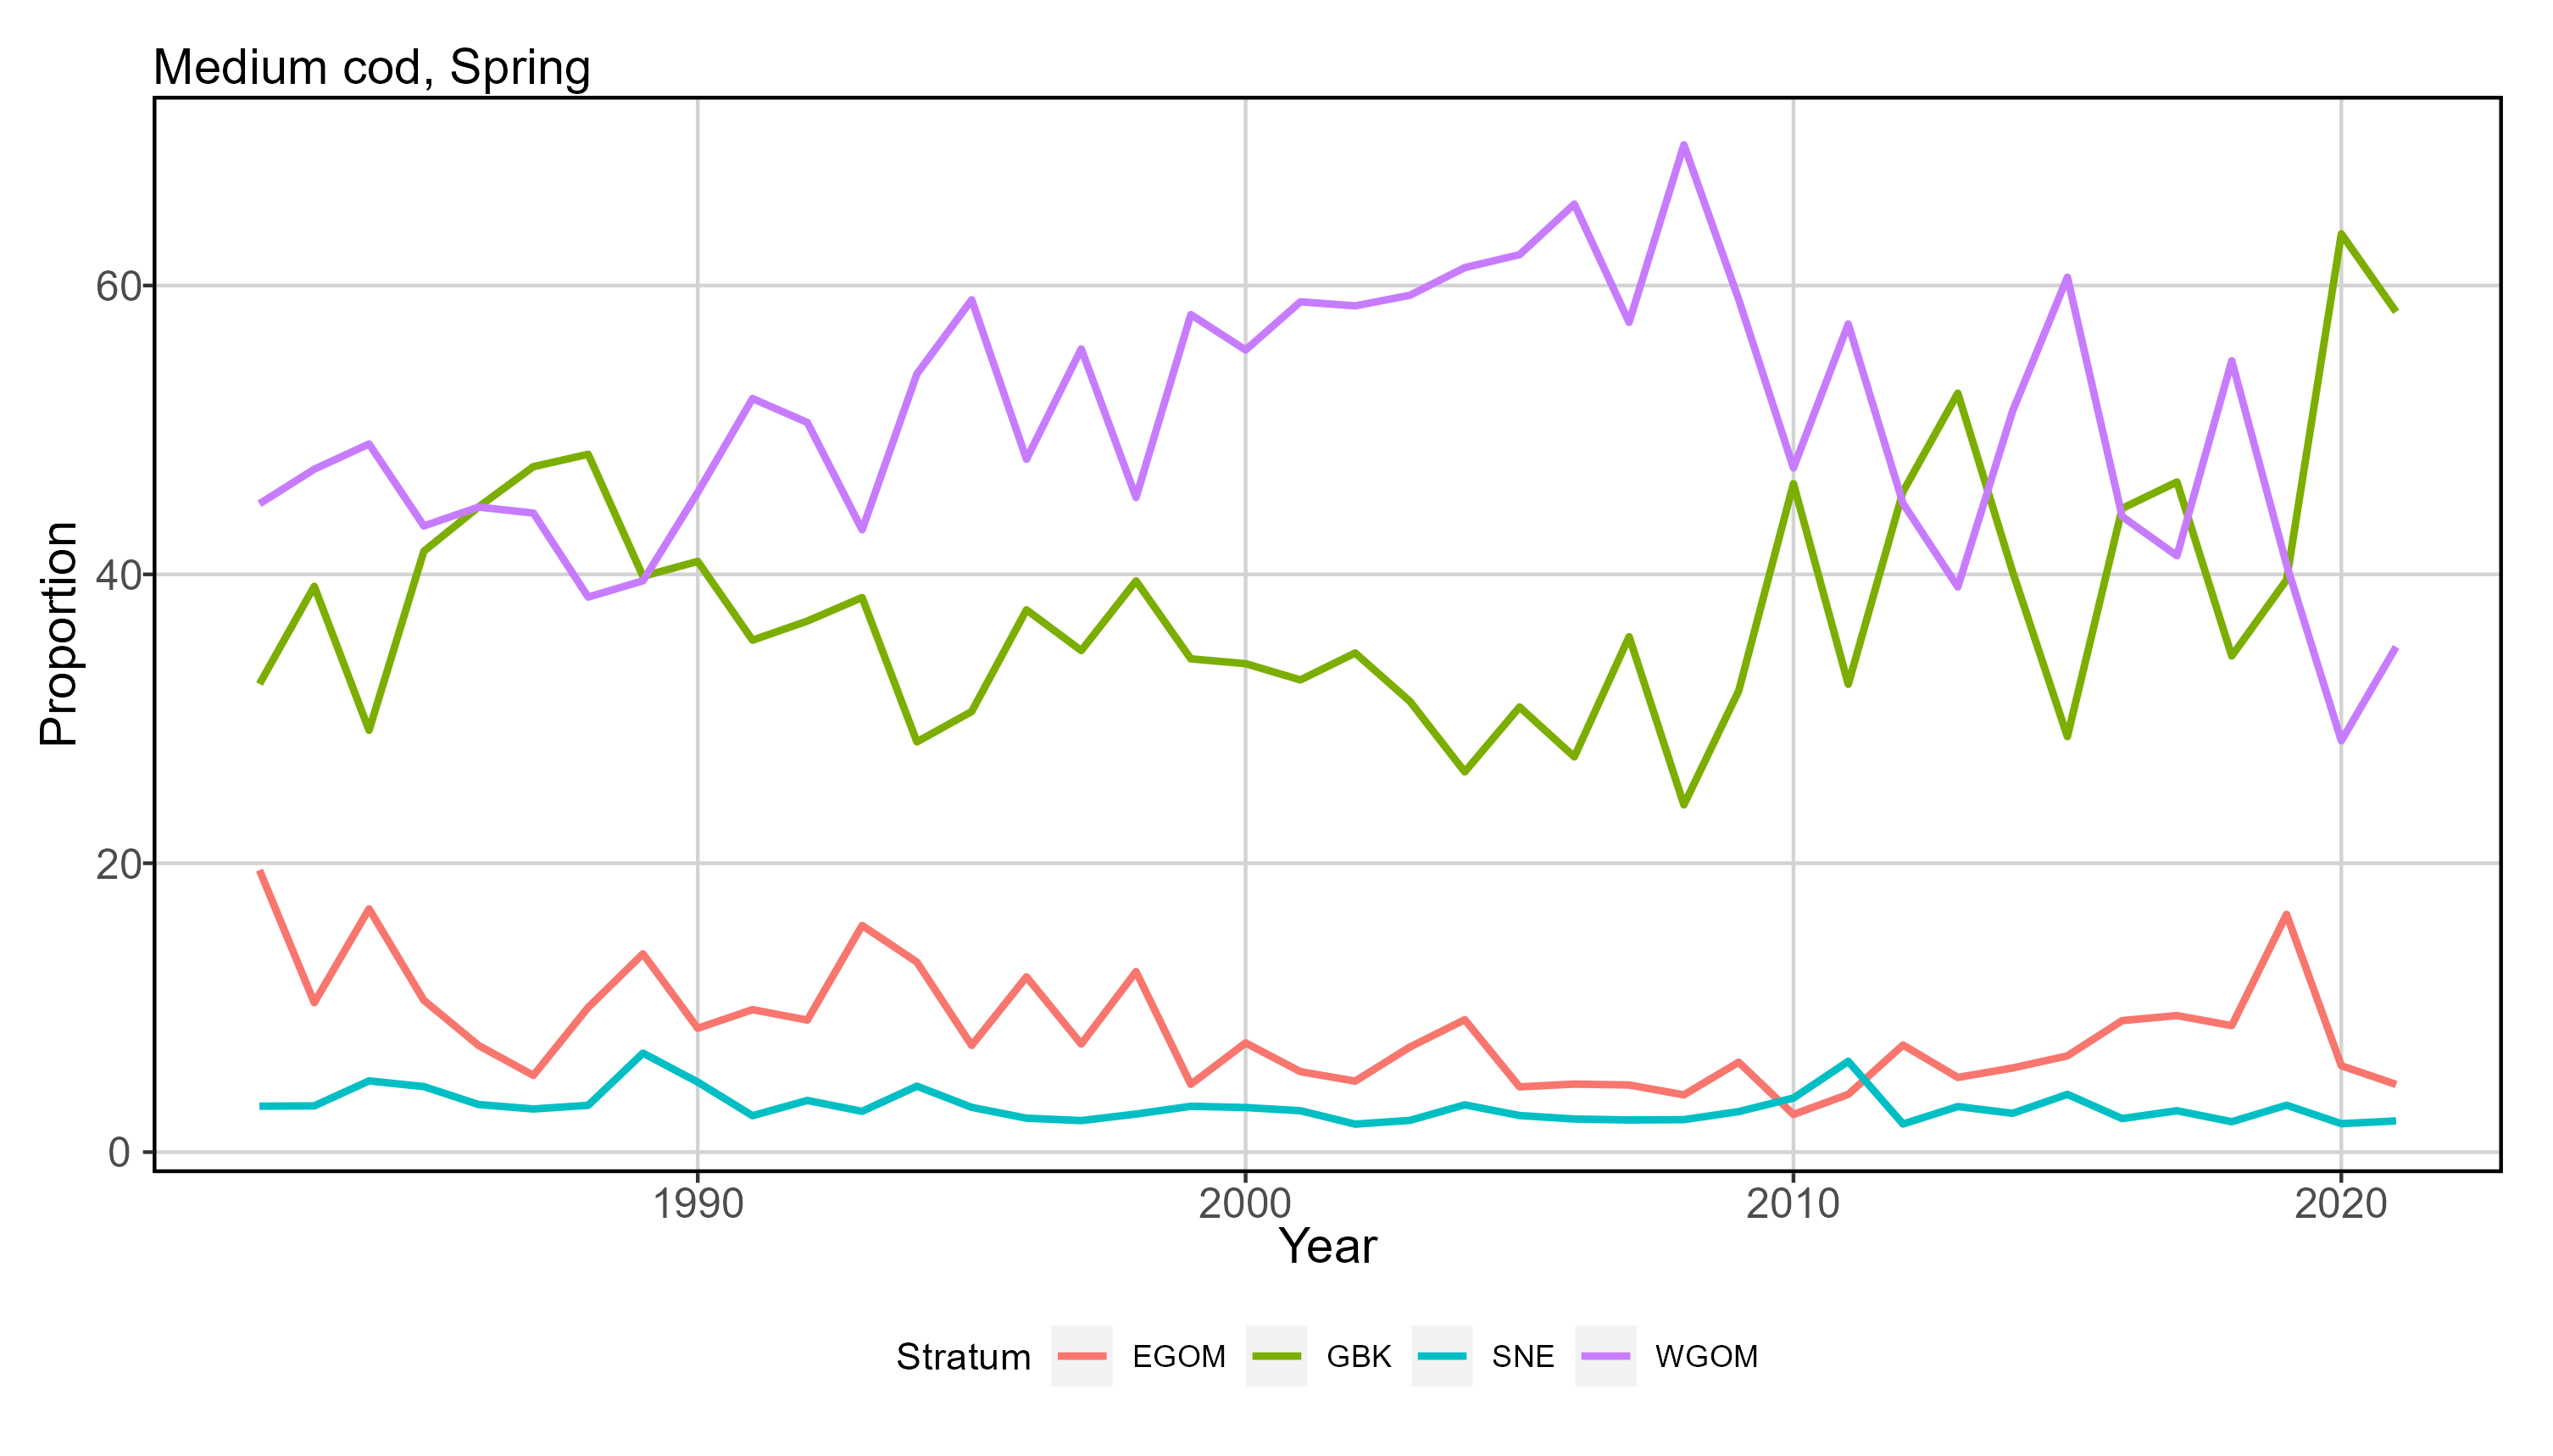 Medium cod, Spring
Proportion
60
40
20
0
1990 2000 2010 2020
Year
Stratum EGOM GBK SNE WGOM